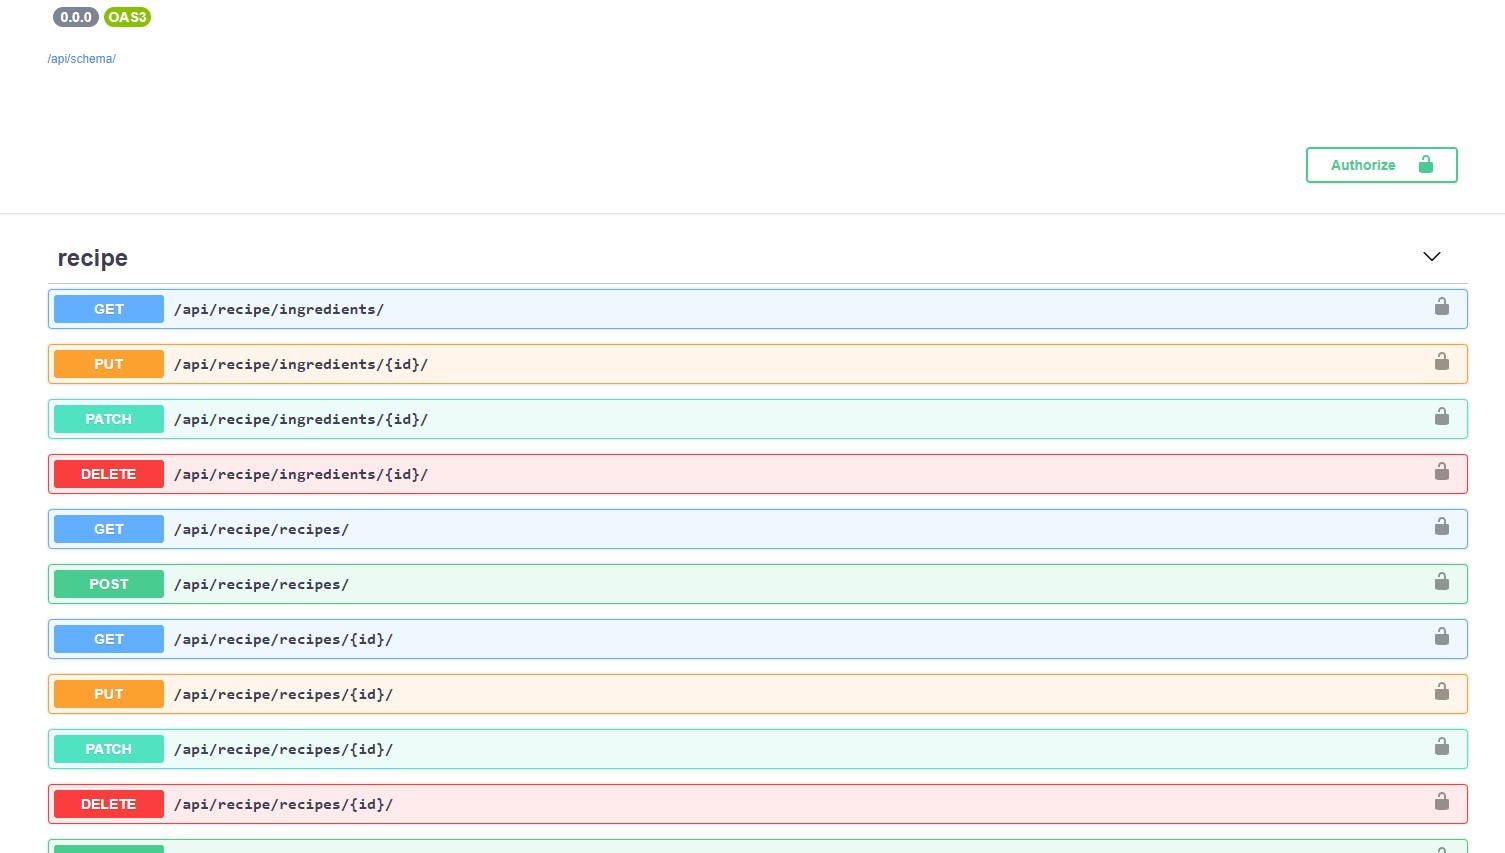 0.0.0 OAS3
/api/schema/
Authorize
recipe
GET /api/recipe/ingredients/
PUT /api/recipe/ingredients/{id}/
PATCH /api/recipe/ingredients/{id}/
DELETE /api/recipe/ingredients/{id}/
GET /api/recipe/recipes/
POST /api/recipe/recipes/
GET /api/recipe/recipes/{id}/
PUT /api/recipe/recipes/{id}/
PATCH /api/recipe/recipes/{id}/
DELETE /api/recipe/recipes/{id}/